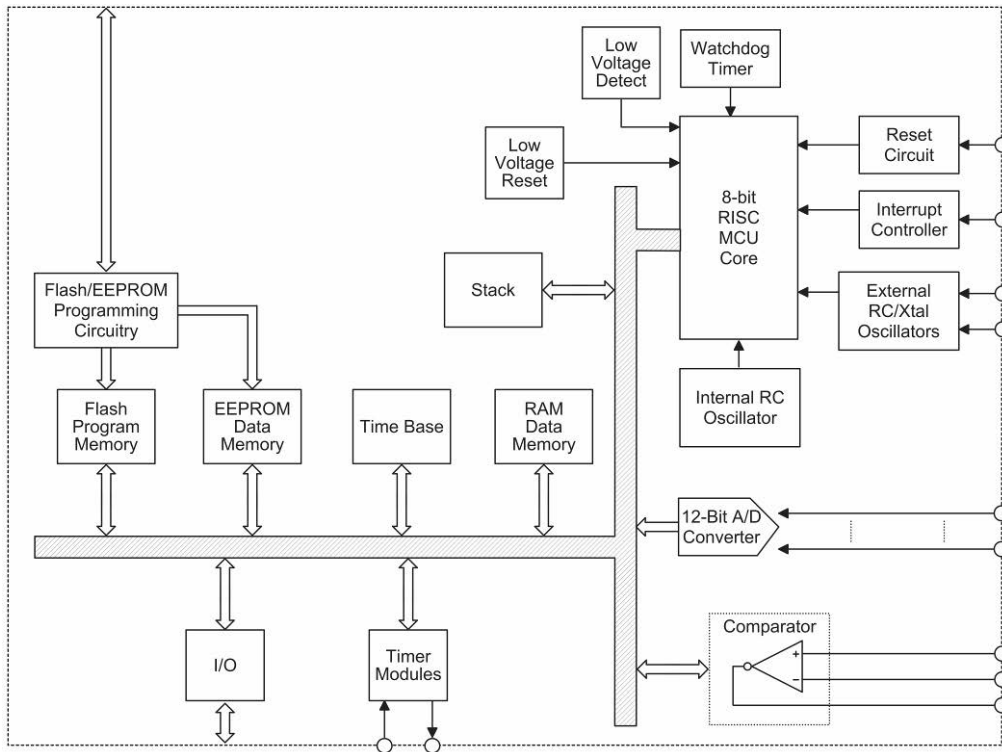 Low
Voltage
Detect
Watchdog
Timer
Low
Voltage
Reset
8-bit
RISC
MCU
Core
Reset
Circuit
Interrupt
Controller
External
RC/Xtal
Oscillators
Internal RC
Oscillator
Stack
Flash/EEPROM
Programming
Circuitry
Flash
Program
Memory
EEPROM
Data
Memory
Time Base
RAM
Data
Memory
12-Bit A/D
Converter
I/O
Timer
Modules
Comparator
+
−